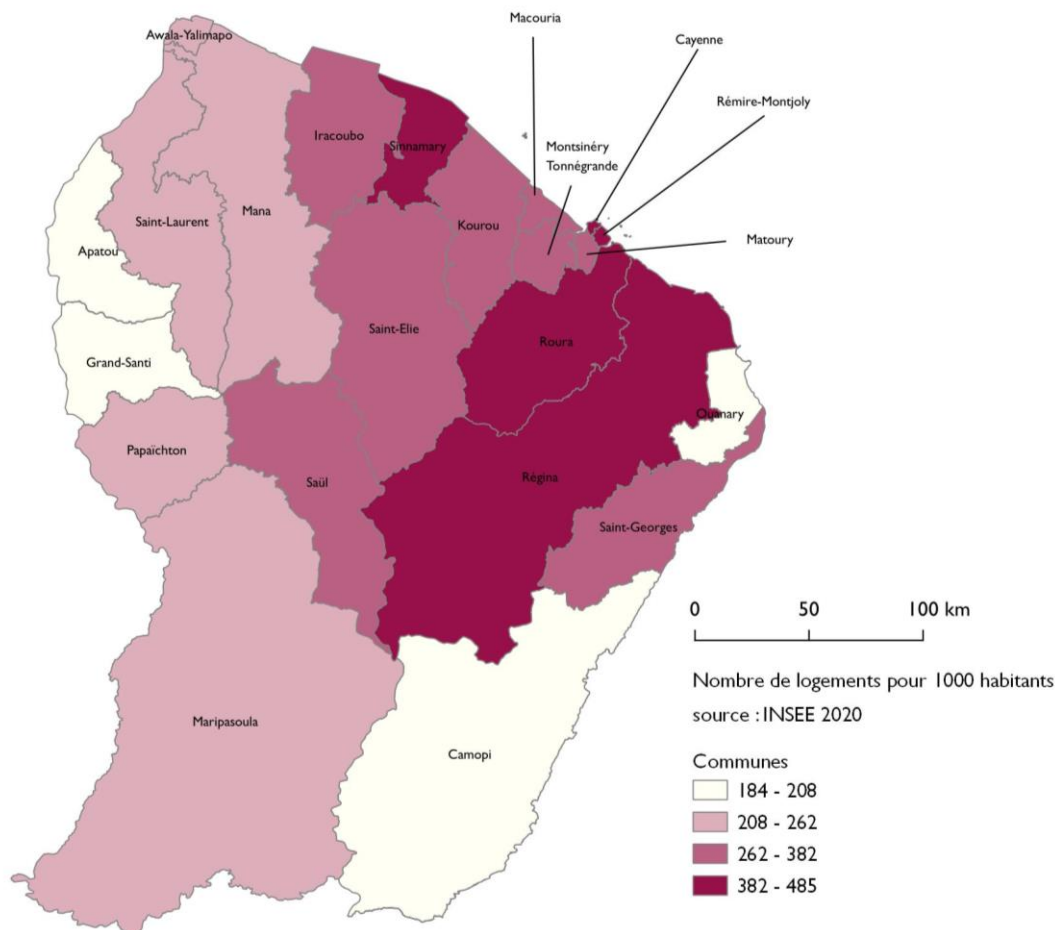 Macouria
Cayenne
Awala-Yalimapo
Rémire-Montjoly
Iracoubo
Sinnamary
Montsinéry
Tonnégrande
Mana
Saint-Laurent
Kourou
Matoury
Apatou
Saint-Elie
Roura
Grand-Santi
Ouanary
Papaïchton
Régina
Saül
Saint-Georges
0 50 100 km
Nombre de logements pour 1000 habitants
source : INSEE 2020
Maripasoula
Camopi
Communes
184 - 208
208 - 262
262 - 382
382 - 485